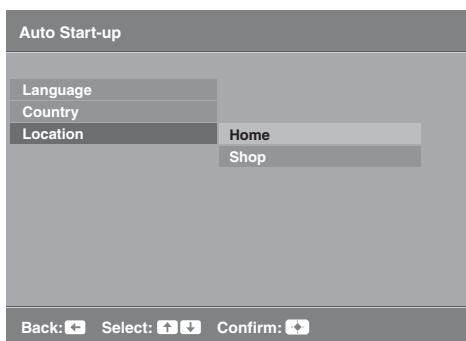 Auto Start-up
Language
Country
Location
Home
Shop
Back: Select: Confirm: